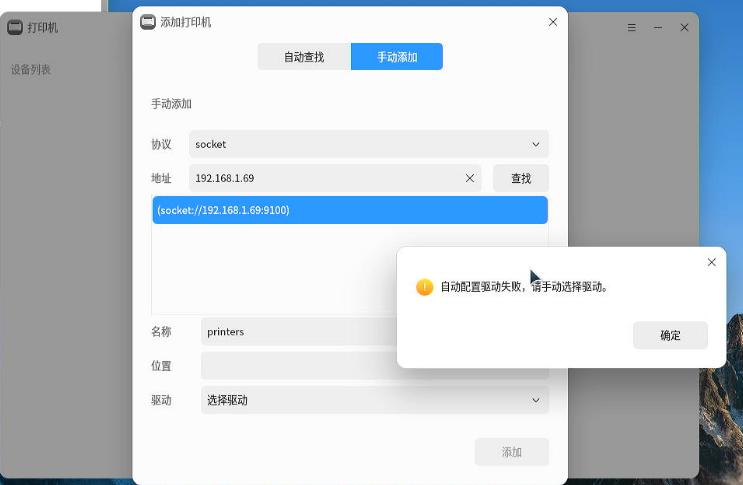 打印机
添加打印机
设备列表
自动查找
手动添加
手动添加
协议
socket
地址
192.168.1.69
查找
(socket://192.168.1.69:9100)
自动配置驱动失败，请手动选择驱动。
确定
名称
printers
位置
驱动
选择驱动
添加